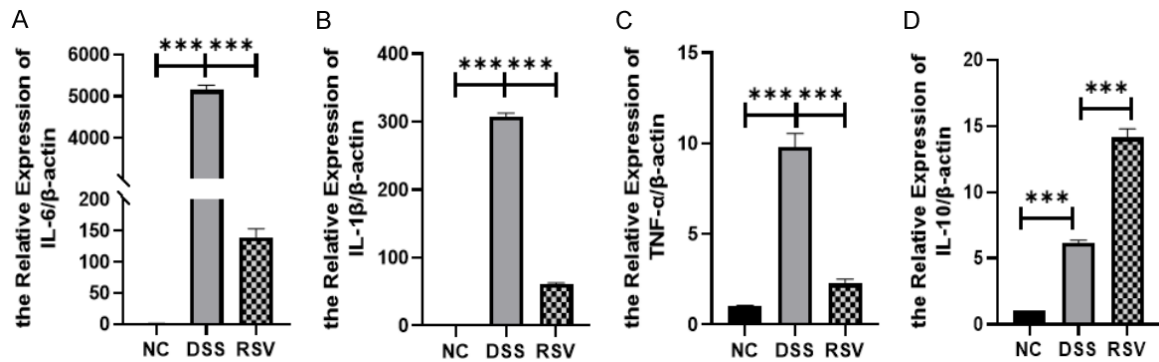 A
the Relative Expression of
IL-6/β-actin
6000
5000
4000
200
150
100
50
0
*** ***
NC DSS RSV
B
the Relative Expression of
IL-1β/β-actin
400
300
200
100
0
*** ***
NC DSS RSV
C
the Relative Expression of
TNF-α/β-actin
15
10
5
0
*** ***
NC DSS RSV
D
the Relative Expression of
IL-10/β-actin
20
15
10
5
0
***
***
NC DSS RSV